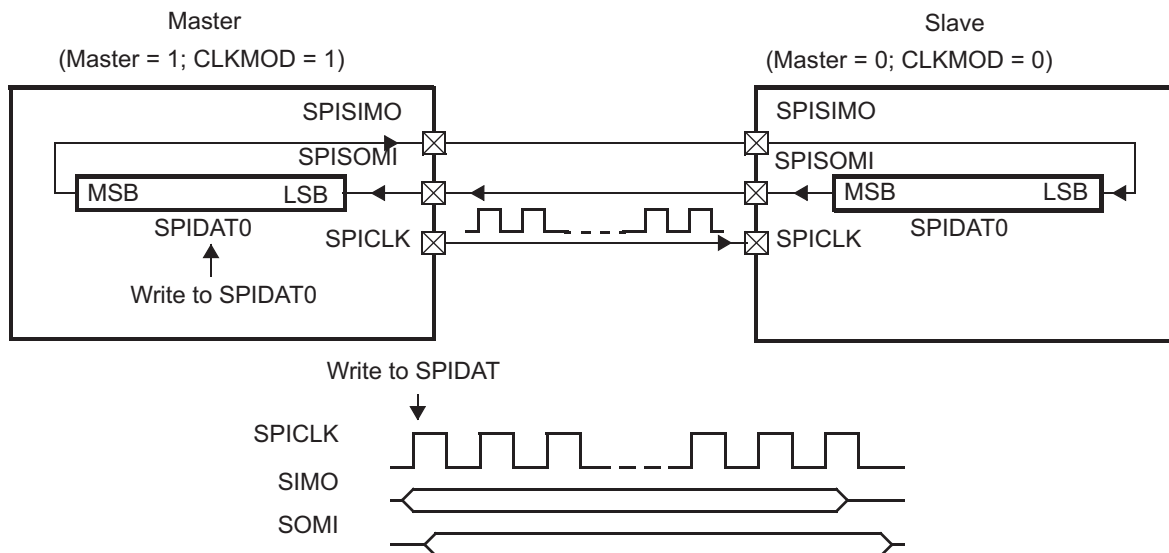 Master
(Master = 1; CLKMOD = 1)
Slave
(Master = 0; CLKMOD = 0)
SPISIMO
SPISIMO
SPISOMI
SPISOMI
MSB LSB
MSB LSB
SPIDAT0
SPICLK
SPICLK
SPIDAT0
Write to SPIDAT0
Write to SPIDAT
SPICLK
SIMO
SOMI